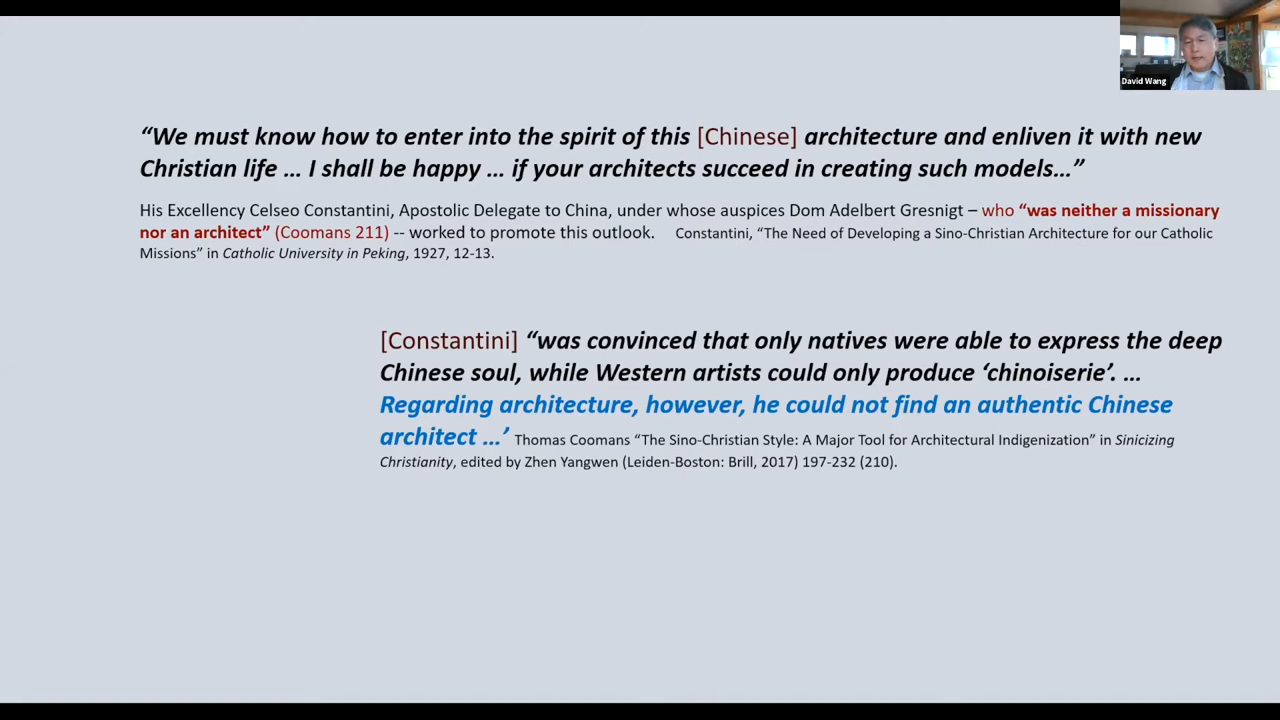 David Wang
“We must know how to enter into the spirit of this [Chinese] architecture and enliven it with new
Christian life … I shall be happy … if your architects succeed in creating such models…”
His Excellency Celseo Constantini, Apostolic Delegate to China, under whose auspices Dom Adelbert Gresnigt – who “was neither a missionary
nor an architect” (Coomans 211) -- worked to promote this outlook. Constantini, “The Need of Developing a Sino-Christian Architecture for our Catholic
Missions” in Catholic University in Peking, 1927, 12-13.
[Constantini] “was convinced that only natives were able to express the deep
Chinese soul, while Western artists could only produce ‘chinoiserie’. …
Regarding architecture, however, he could not find an authentic Chinese
architect …’ Thomas Coomans “The Sino-Christian Style: A Major Tool for Architectural Indigenization” in Sinicizing
Christianity, edited by Zhen Yangwen (Leiden-Boston: Brill, 2017) 197-232 (210).